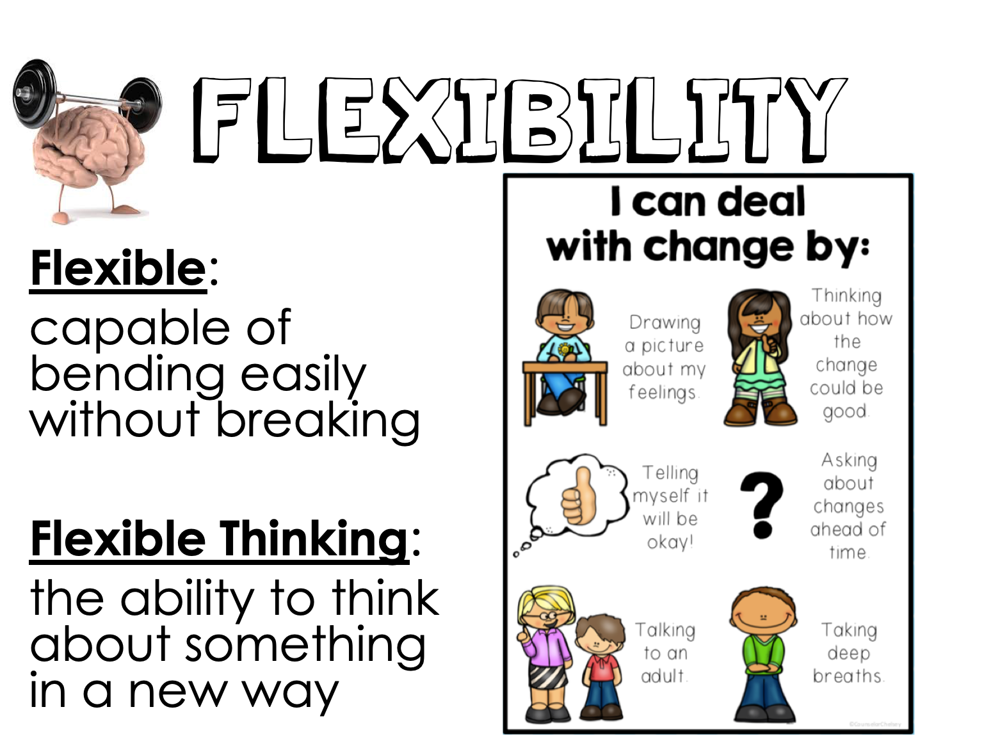 FLEXIBILITY
Flexible:
capable of
bending easily
without breaking
Flexible Thinking:
the ability to think
about something
in a new way
I can deal
with change by:
Drawing
a picture
about my
feelings.
Thinking
about how
the
change
could be
good.
Telling
myself it
will be
okay!
Asking
about
changes
ahead of
time.
Talking
to an
adult.
Taking
deep
breaths.
©CounselorChelsey